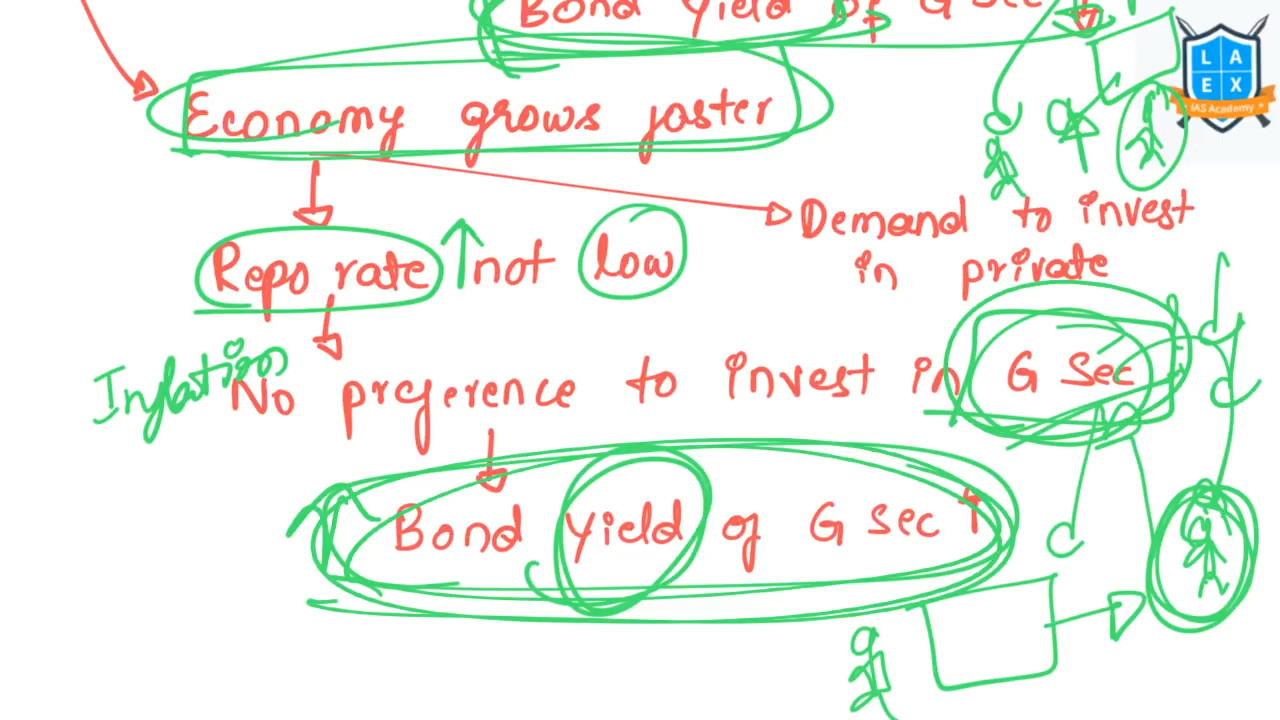 Bond Yield of G Sec
LAEX
IAS Academy
Economy grows faster
Demand to invest
in private
Repo rate ↑ not low
Inflation
No preference to invest in G Sec
Bond Yield of G Sec ↑